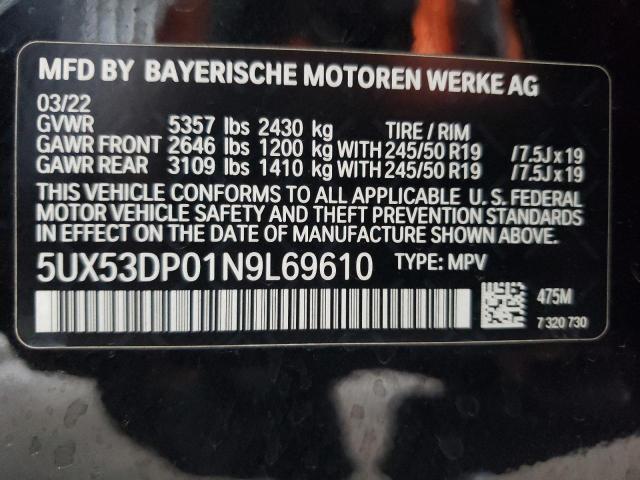 MFD BY BAYERISCHE MOTOREN WERKE AG
03/22
GVWR 5357 lbs 2430 kg TIRE / RIM
GAWR FRONT 2646 lbs 1200 kg WITH 245/50 R19 /7.5J x 19
GAWR REAR 3109 lbs 1410 kg WITH 245/50 R19 /7.5J x 19
THIS VEHICLE CONFORMS TO ALL APPLICABLE U. S. FEDERAL
MOTOR VEHICLE SAFETY AND THEFT PREVENTION STANDARDS
IN EFFECT ON THE DATE OF MANUFACTURE SHOWN ABOVE.
5UX53DP01N9L69610 TYPE: MPV
475M
7 320 730